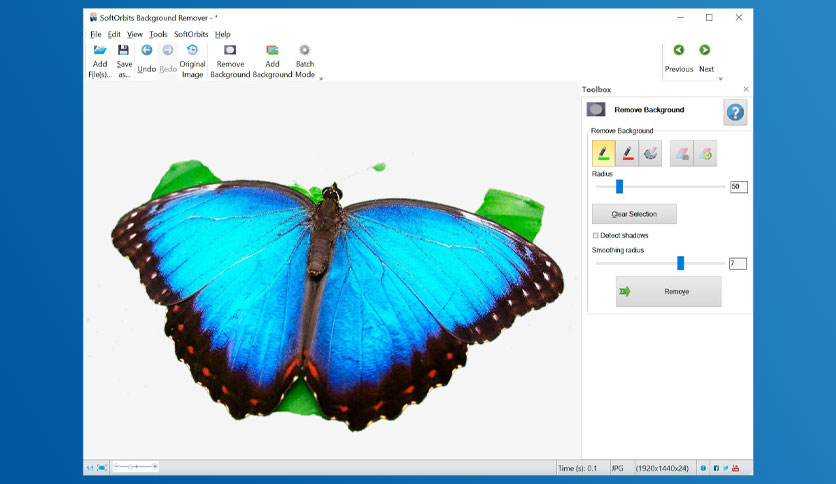 SoftOrbits Background Remover - *
File Edit View Tools SoftOrbits Help
Add File(s)...
Save as...
Undo
Redo
Original Image
Remove Background
Add Background
Batch Mode
Previous
Next
Toolbox
Remove Background
Remove Background
Radius
50
Clear Selection
Detect shadows
Smoothing radius
7
Remove
1:1
Time (s): 0.1 JPG (1920x1440x24)